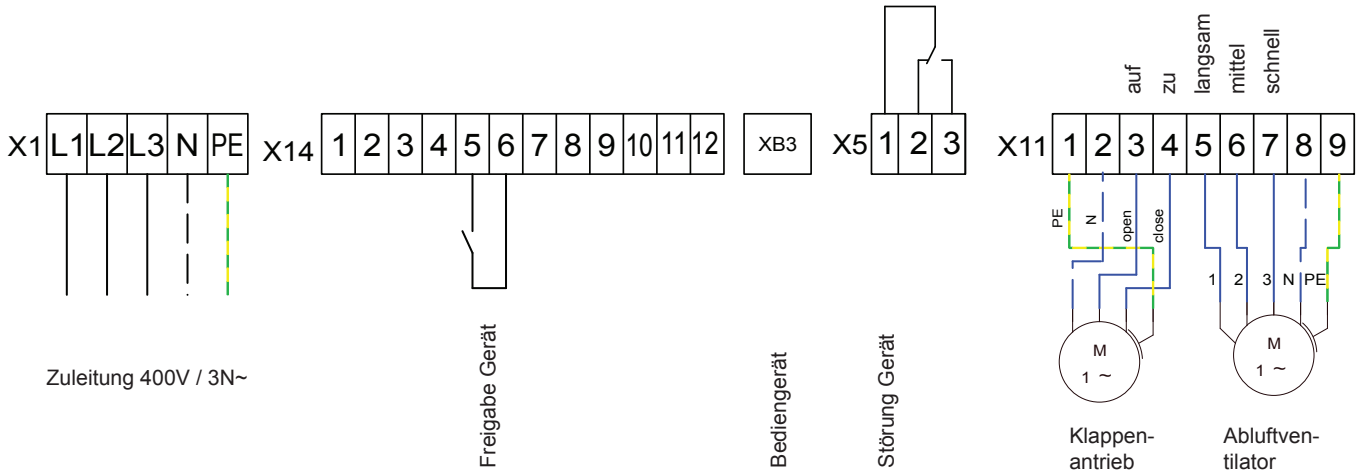 auf
zu
langsam
mittel
schnell
X1 L1 L2 L3 N PE
X14 1 2 3 4 5 6 7 8 9 10 11 12
XB3
X5 1 2 3
X11 1 2 3 4 5 6 7 8 9
PE
N
open
close
1 2 3 N PE
M
1 ~
M
1 ~
Zuleitung 400V / 3N~
Freigabe Gerät
Bediengerät
Störung Gerät
Klappen-
antrieb
Abluftven-
tilator